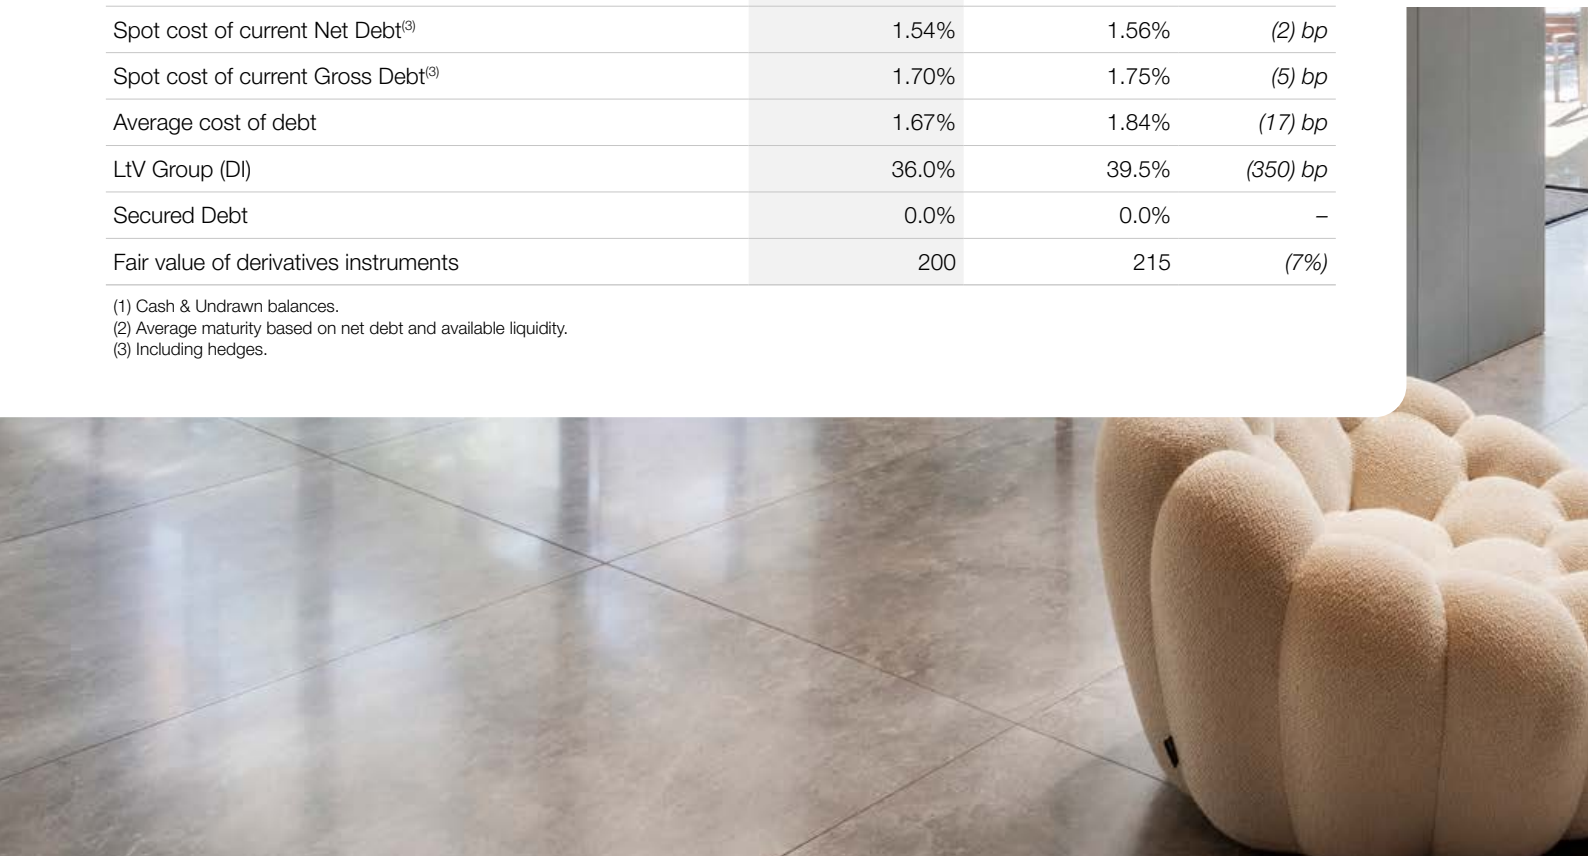 Spot cost of current Net Debt(3) 1.54% 1.56% (2) bp
Spot cost of current Gross Debt(3) 1.70% 1.75% (5) bp
Average cost of debt 1.67% 1.84% (17) bp
LtV Group (DI) 36.0% 39.5% (350) bp
Secured Debt 0.0% 0.0% –
Fair value of derivatives instruments 200 215 (7%)
(1) Cash & Undrawn balances.
(2) Average maturity based on net debt and available liquidity.
(3) Including hedges.